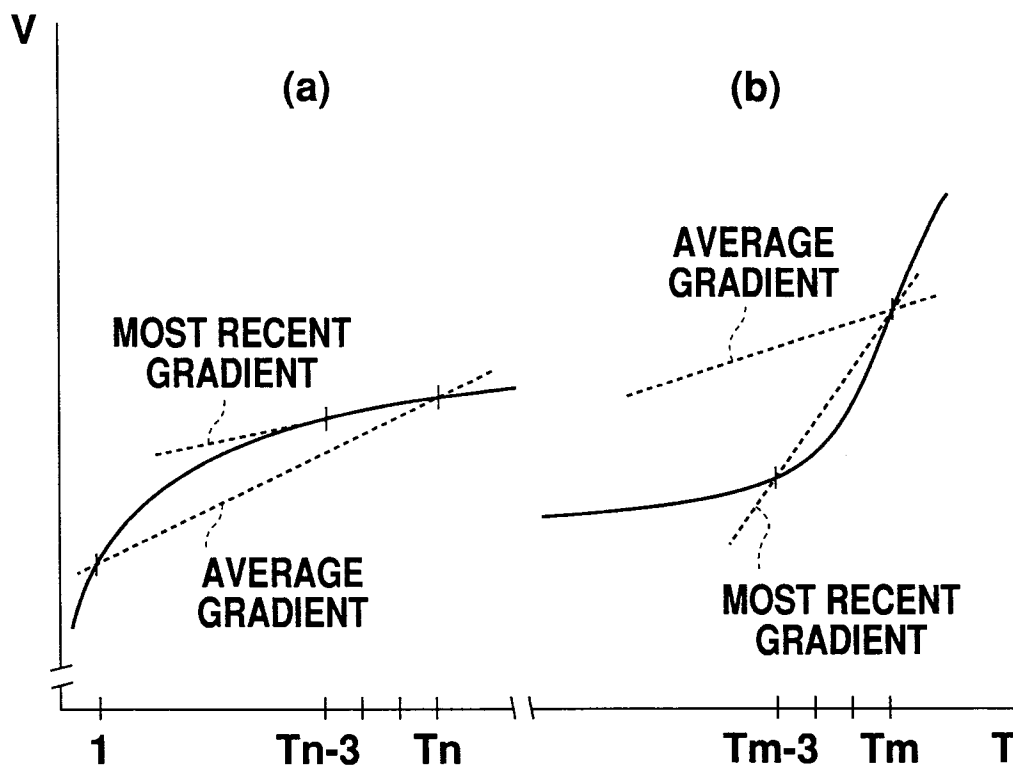 V
(a)
(b)
AVERAGE
GRADIENT
MOST RECENT
GRADIENT
AVERAGE
GRADIENT
MOST RECENT
GRADIENT
1
Tn-3
Tn
Tm-3
Tm
T